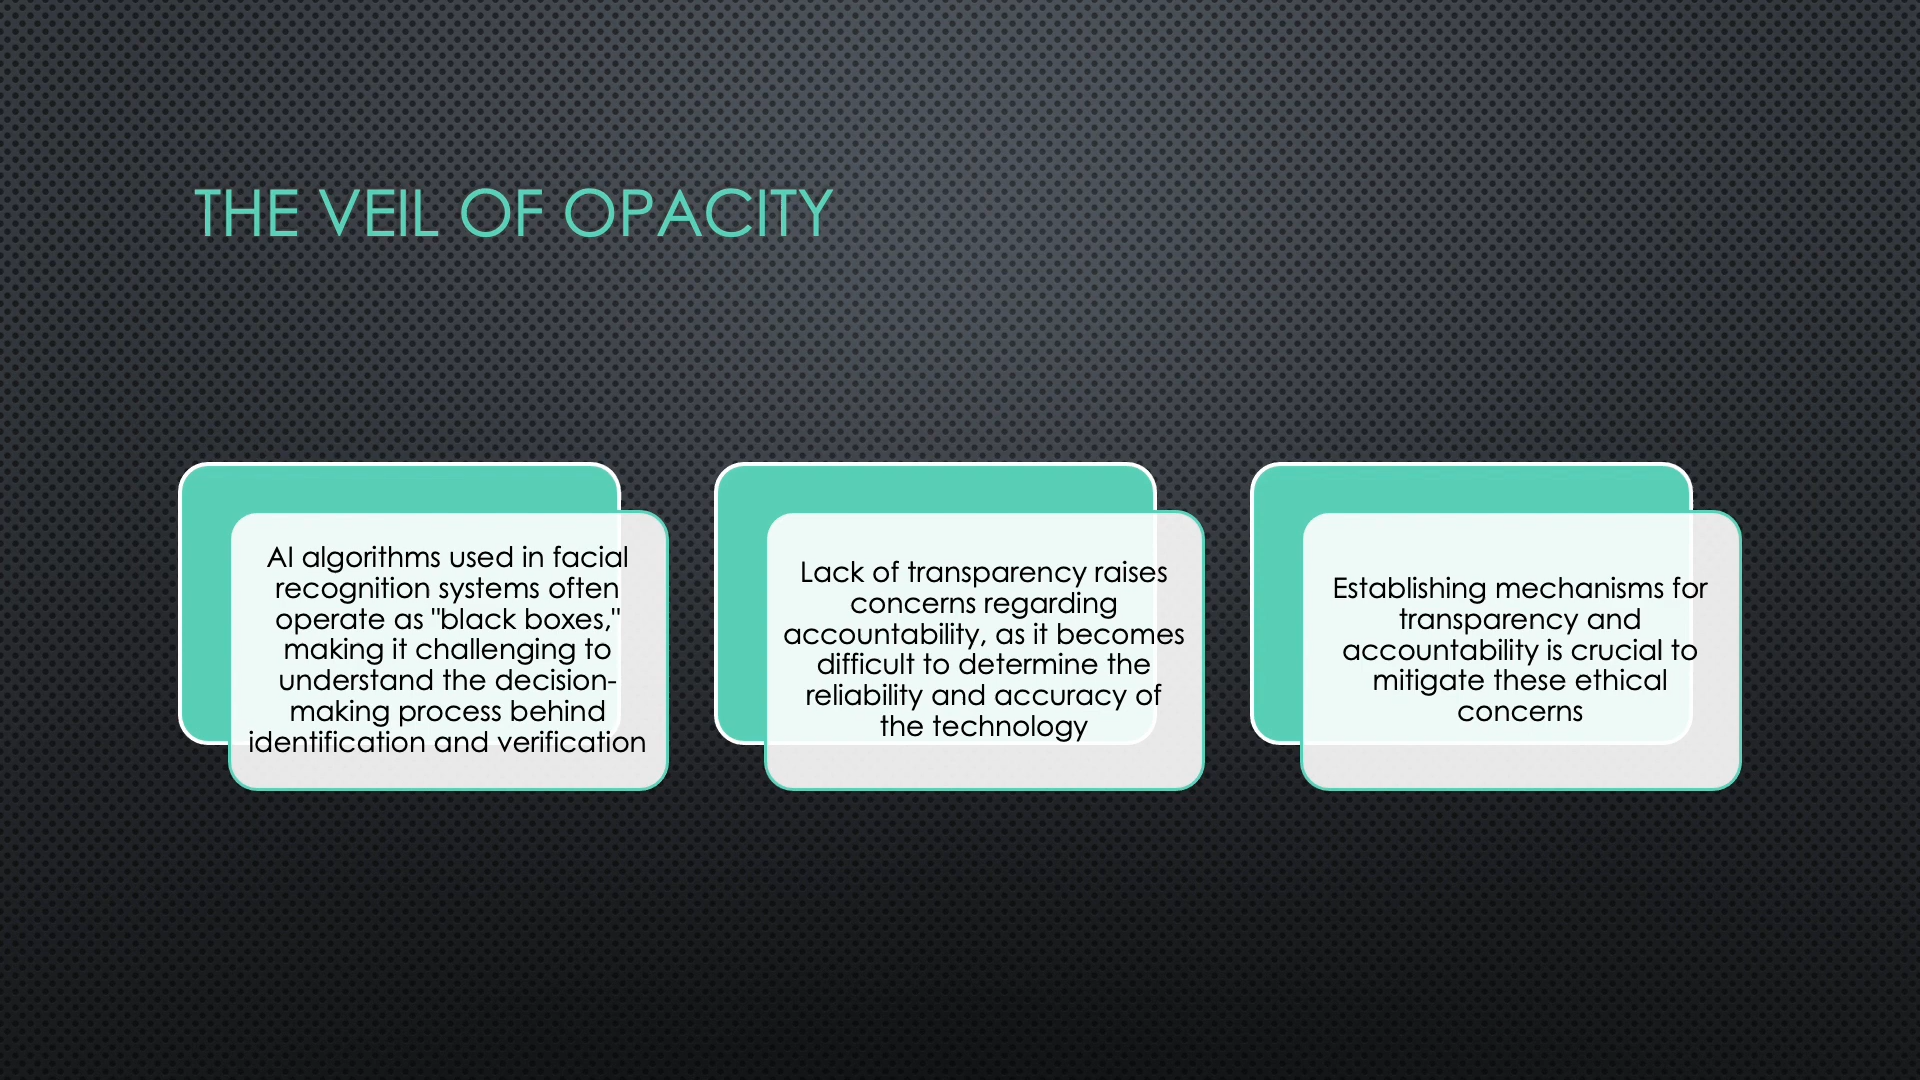 THE VEIL OF OPACITY
AI algorithms used in facial
recognition systems often
operate as "black boxes,"
making it challenging to
understand the decision-
making process behind
identification and verification
Lack of transparency raises
concerns regarding
accountability, as it becomes
difficult to determine the
reliability and accuracy of
the technology
Establishing mechanisms for
transparency and
accountability is crucial to
mitigate these ethical
concerns